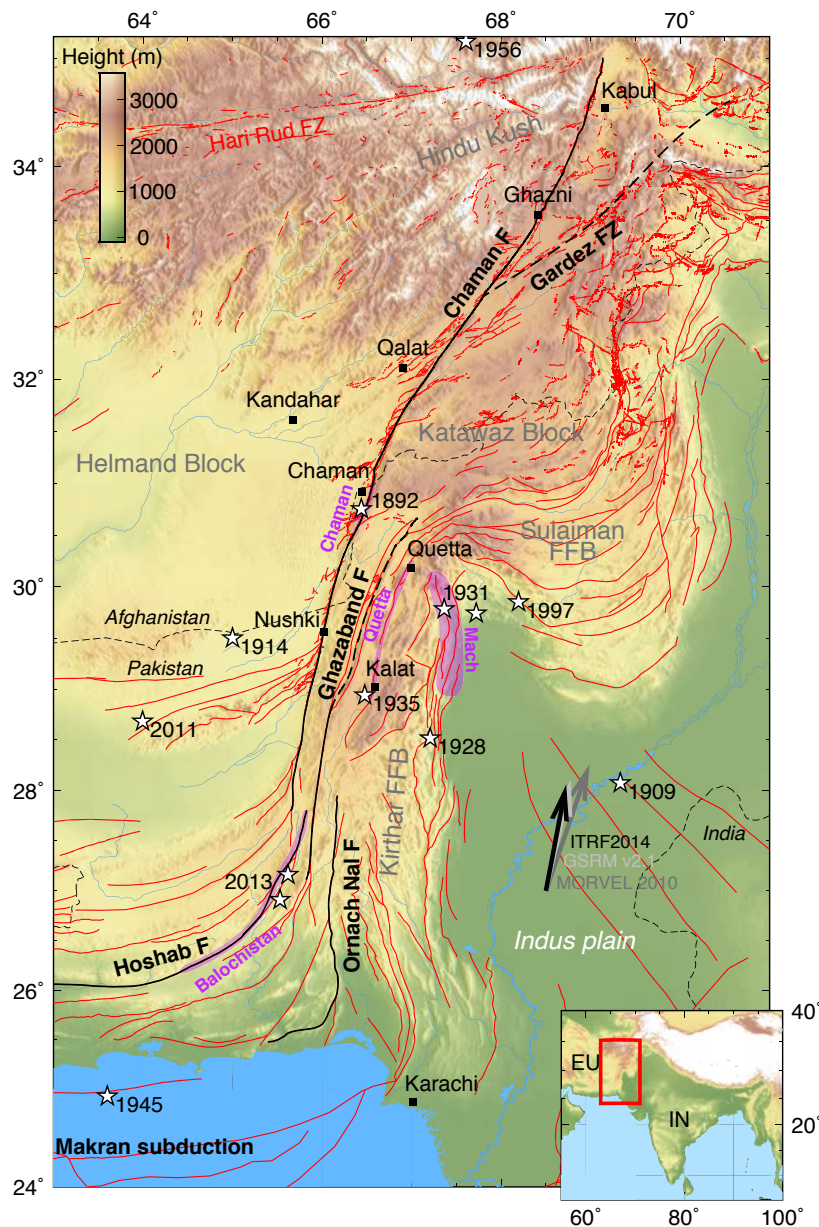 64˚
66˚
68˚
70˚
Height (m)
3000
2000
1000
0
1956
Kabul
Hari Rud FZ
Hindu Kush
34˚
Ghazni
Chaman F
Gardez FZ
32˚
Qalat
Kandahar
Katawaz Block
Helmand Block
Chaman
1892
Chaman
Sulaiman
FFB
Quetta
30˚
1931
1997
Afghanistan
Nushki
Ghazaband F
Quetta
Mach
1914
Pakistan
Kalat
1935
2011
1928
28˚
Kirthar FFB
1909
ITRF2014
GSRM v2.1
MORVEL 2010
India
2013
Ornach Nal F
Hoshab F
Balochistan
Indus plain
26˚
40˚
EU
Karachi
1945
IN
20˚
Makran subduction
24˚
60˚
80˚
100˚